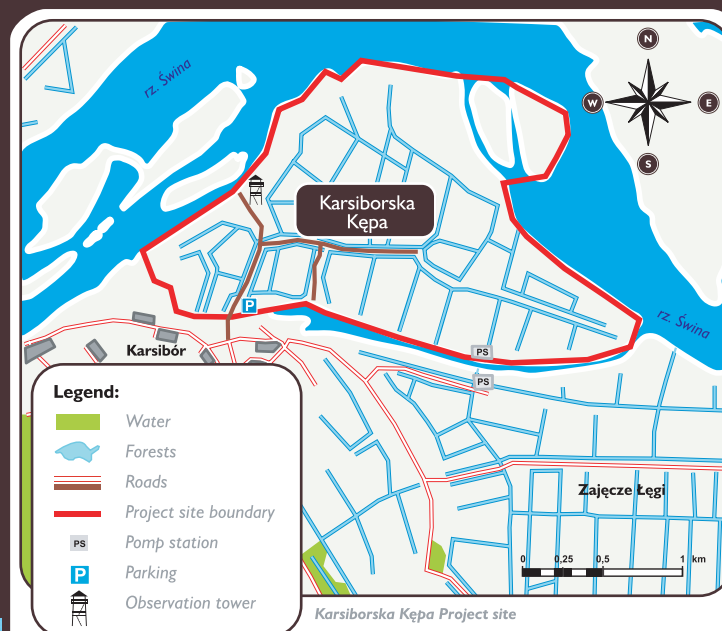 rz. Świna
N
W
E
S
Karsiborska
Kępa
P
rz. Świna
Karsibór
PS
PS
Legend:
Water
Forests
Roads
Project site boundary
PS Pomp station
P Parking
Observation tower
Zajęcze Łęgi
0 0,25 0,5 1 km
Karsiborska Kępa Project site